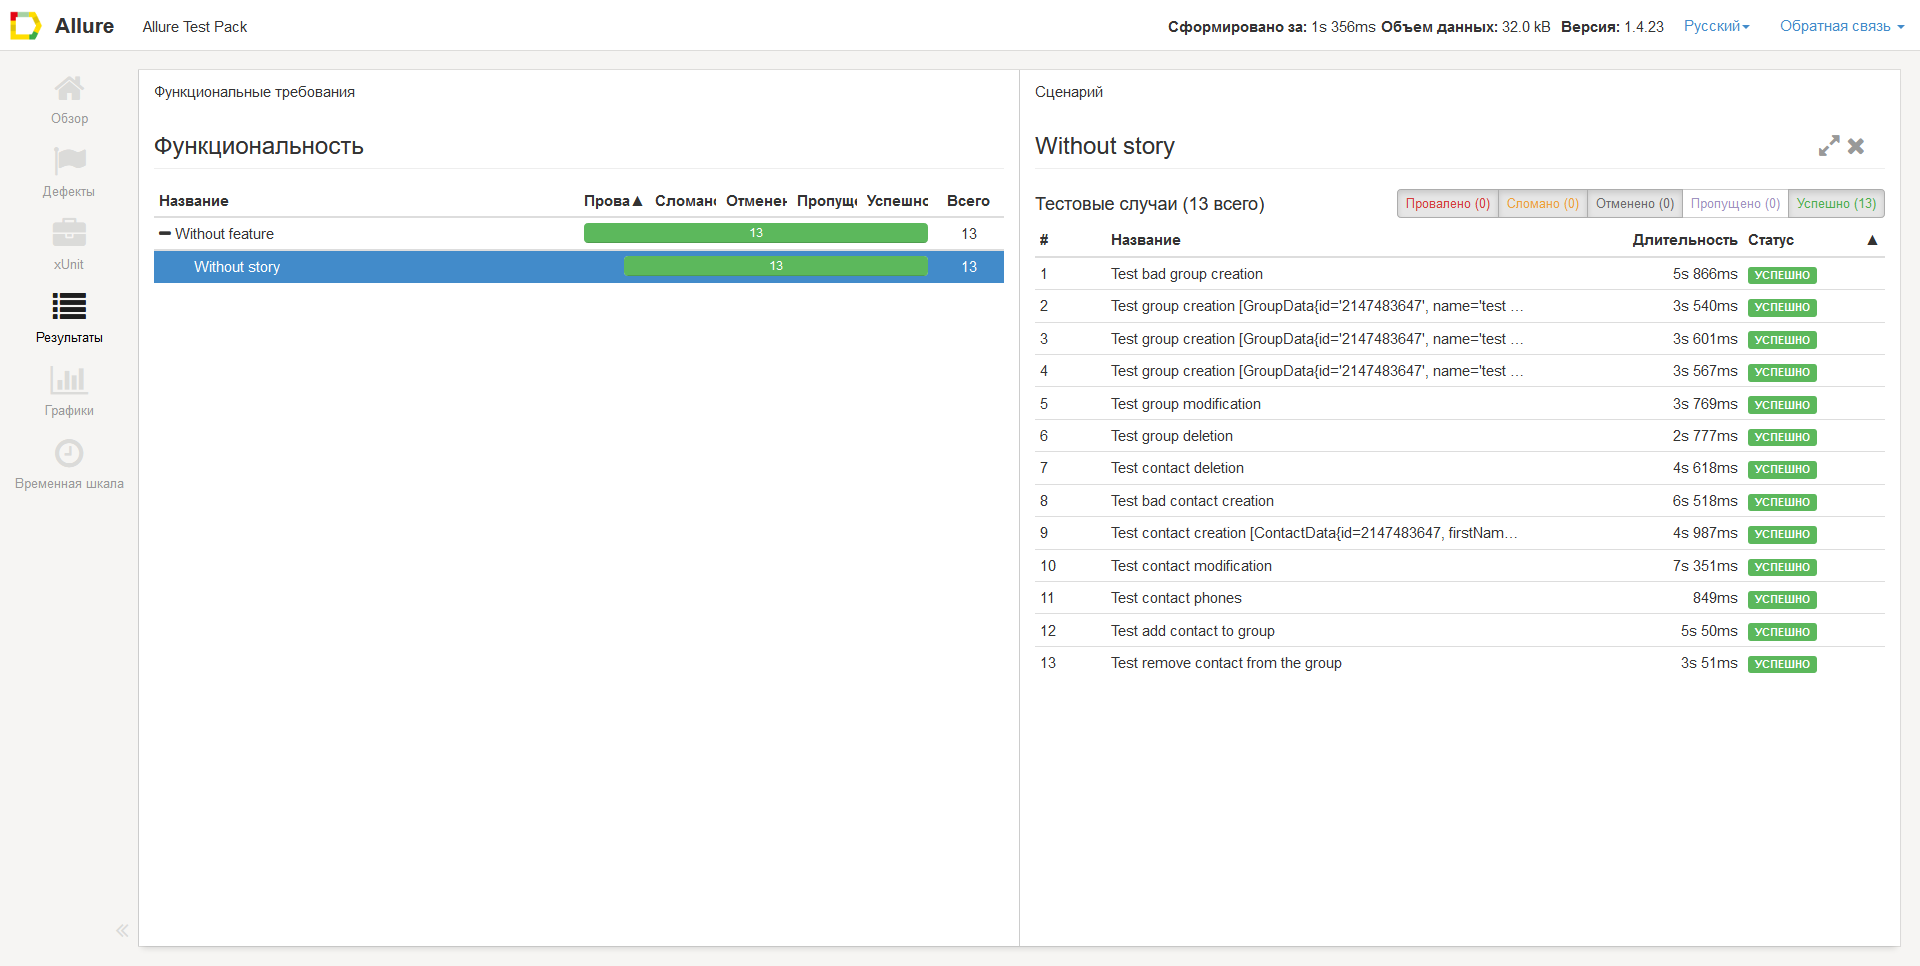 Allure Allure Test Pack Сформировано за: 1s 356ms Объем данных: 32.0 kB Версия: 1.4.23 Русский Обратная связь
Обзор
Дефекты
xUnit
Результаты
Графики
Временная шкала
Функциональные требования
Функциональность
Название Прова▲ Сломано Отменен Пропуще Успешно Всего
Without feature 13 13
Without story 13 13
Сценарий
Without story
Тестовые случаи (13 всего) Провалено (0) Сломано (0) Отменено (0) Пропущено (0) Успешно (13)
# Название Длительность Статус ▲
1 Test bad group creation 5s 866ms УСПЕШНО
2 Test group creation [GroupData{id='2147483647', name='test … 3s 540ms УСПЕШНО
3 Test group creation [GroupData{id='2147483647', name='test … 3s 601ms УСПЕШНО
4 Test group creation [GroupData{id='2147483647', name='test … 3s 567ms УСПЕШНО
5 Test group modification 3s 769ms УСПЕШНО
6 Test group deletion 2s 777ms УСПЕШНО
7 Test contact deletion 4s 618ms УСПЕШНО
8 Test bad contact creation 6s 518ms УСПЕШНО
9 Test contact creation [ContactData{id=2147483647, firstNam… 4s 987ms УСПЕШНО
10 Test contact modification 7s 351ms УСПЕШНО
11 Test contact phones 849ms УСПЕШНО
12 Test add contact to group 5s 50ms УСПЕШНО
13 Test remove contact from the group 3s 51ms УСПЕШНО